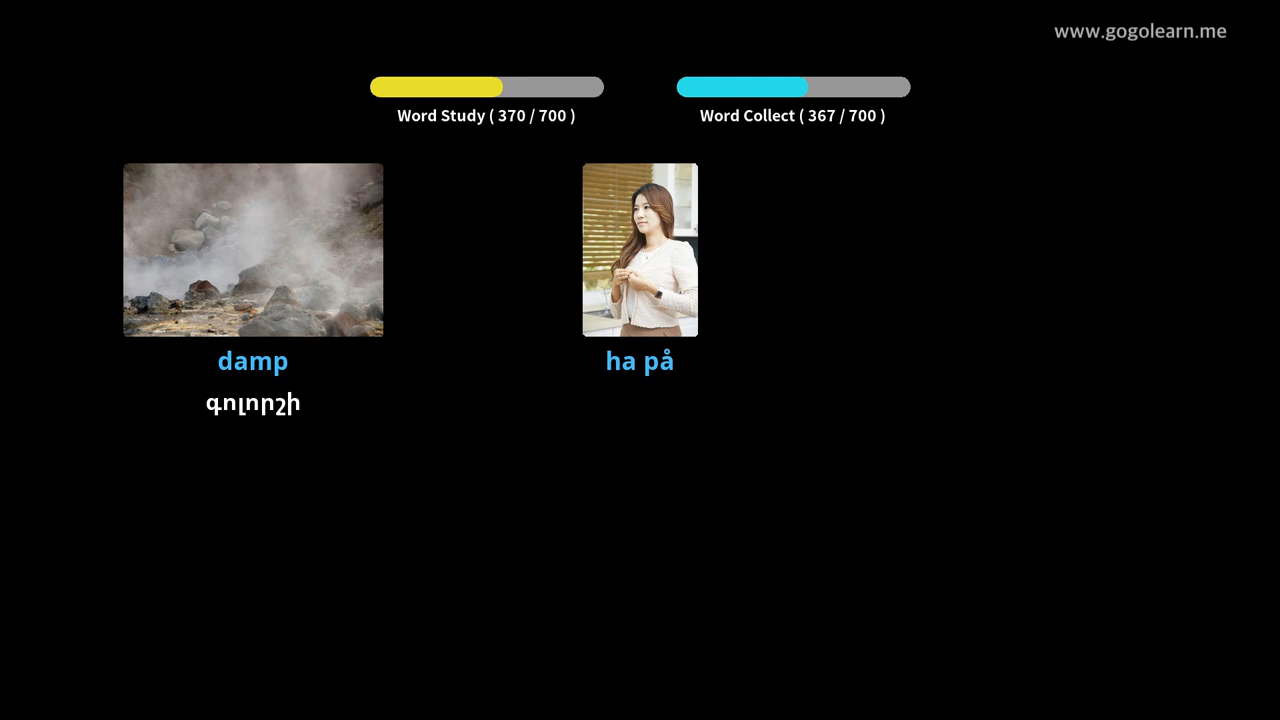 www.gogolearn.me
Word Study ( 370 / 700 )
Word Collect ( 367 / 700 )
damp
ha på
գոլորշի